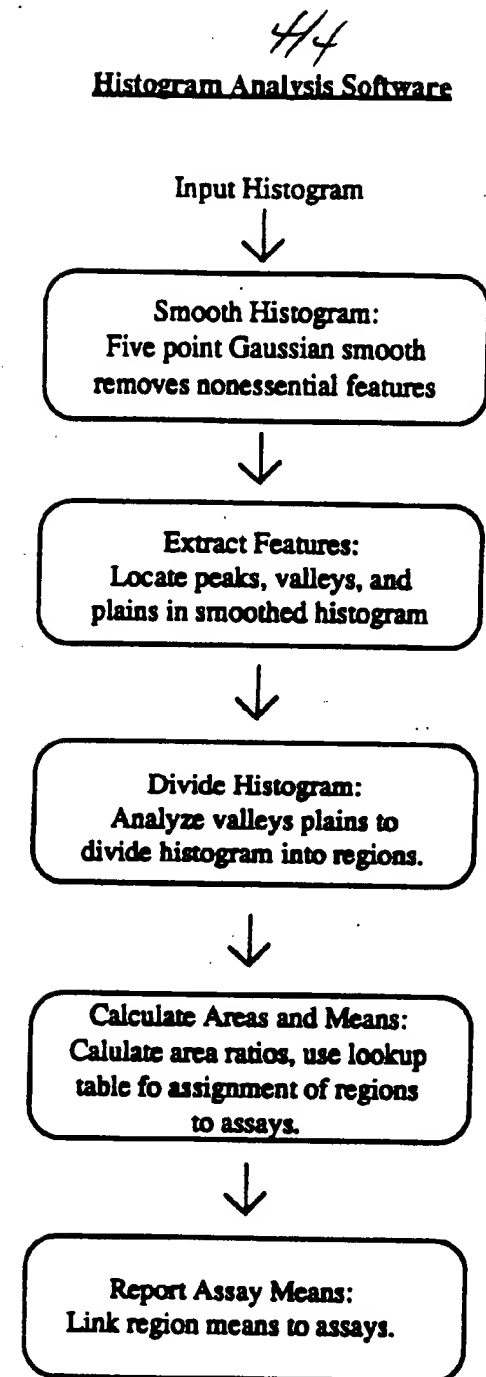 4/4
Histogram Analysis Software
Input Histogram
Smooth Histogram:
Five point Gaussian smooth
removes nonessential features
Extract Features:
Locate peaks, valleys, and
plains in smoothed histogram
Divide Histogram:
Analyze valleys plains to
divide histogram into regions.
Calculate Areas and Means:
Calulate area ratios, use lookup
table fo assignment of regions
to assays.
Report Assay Means:
Link region means to assays.